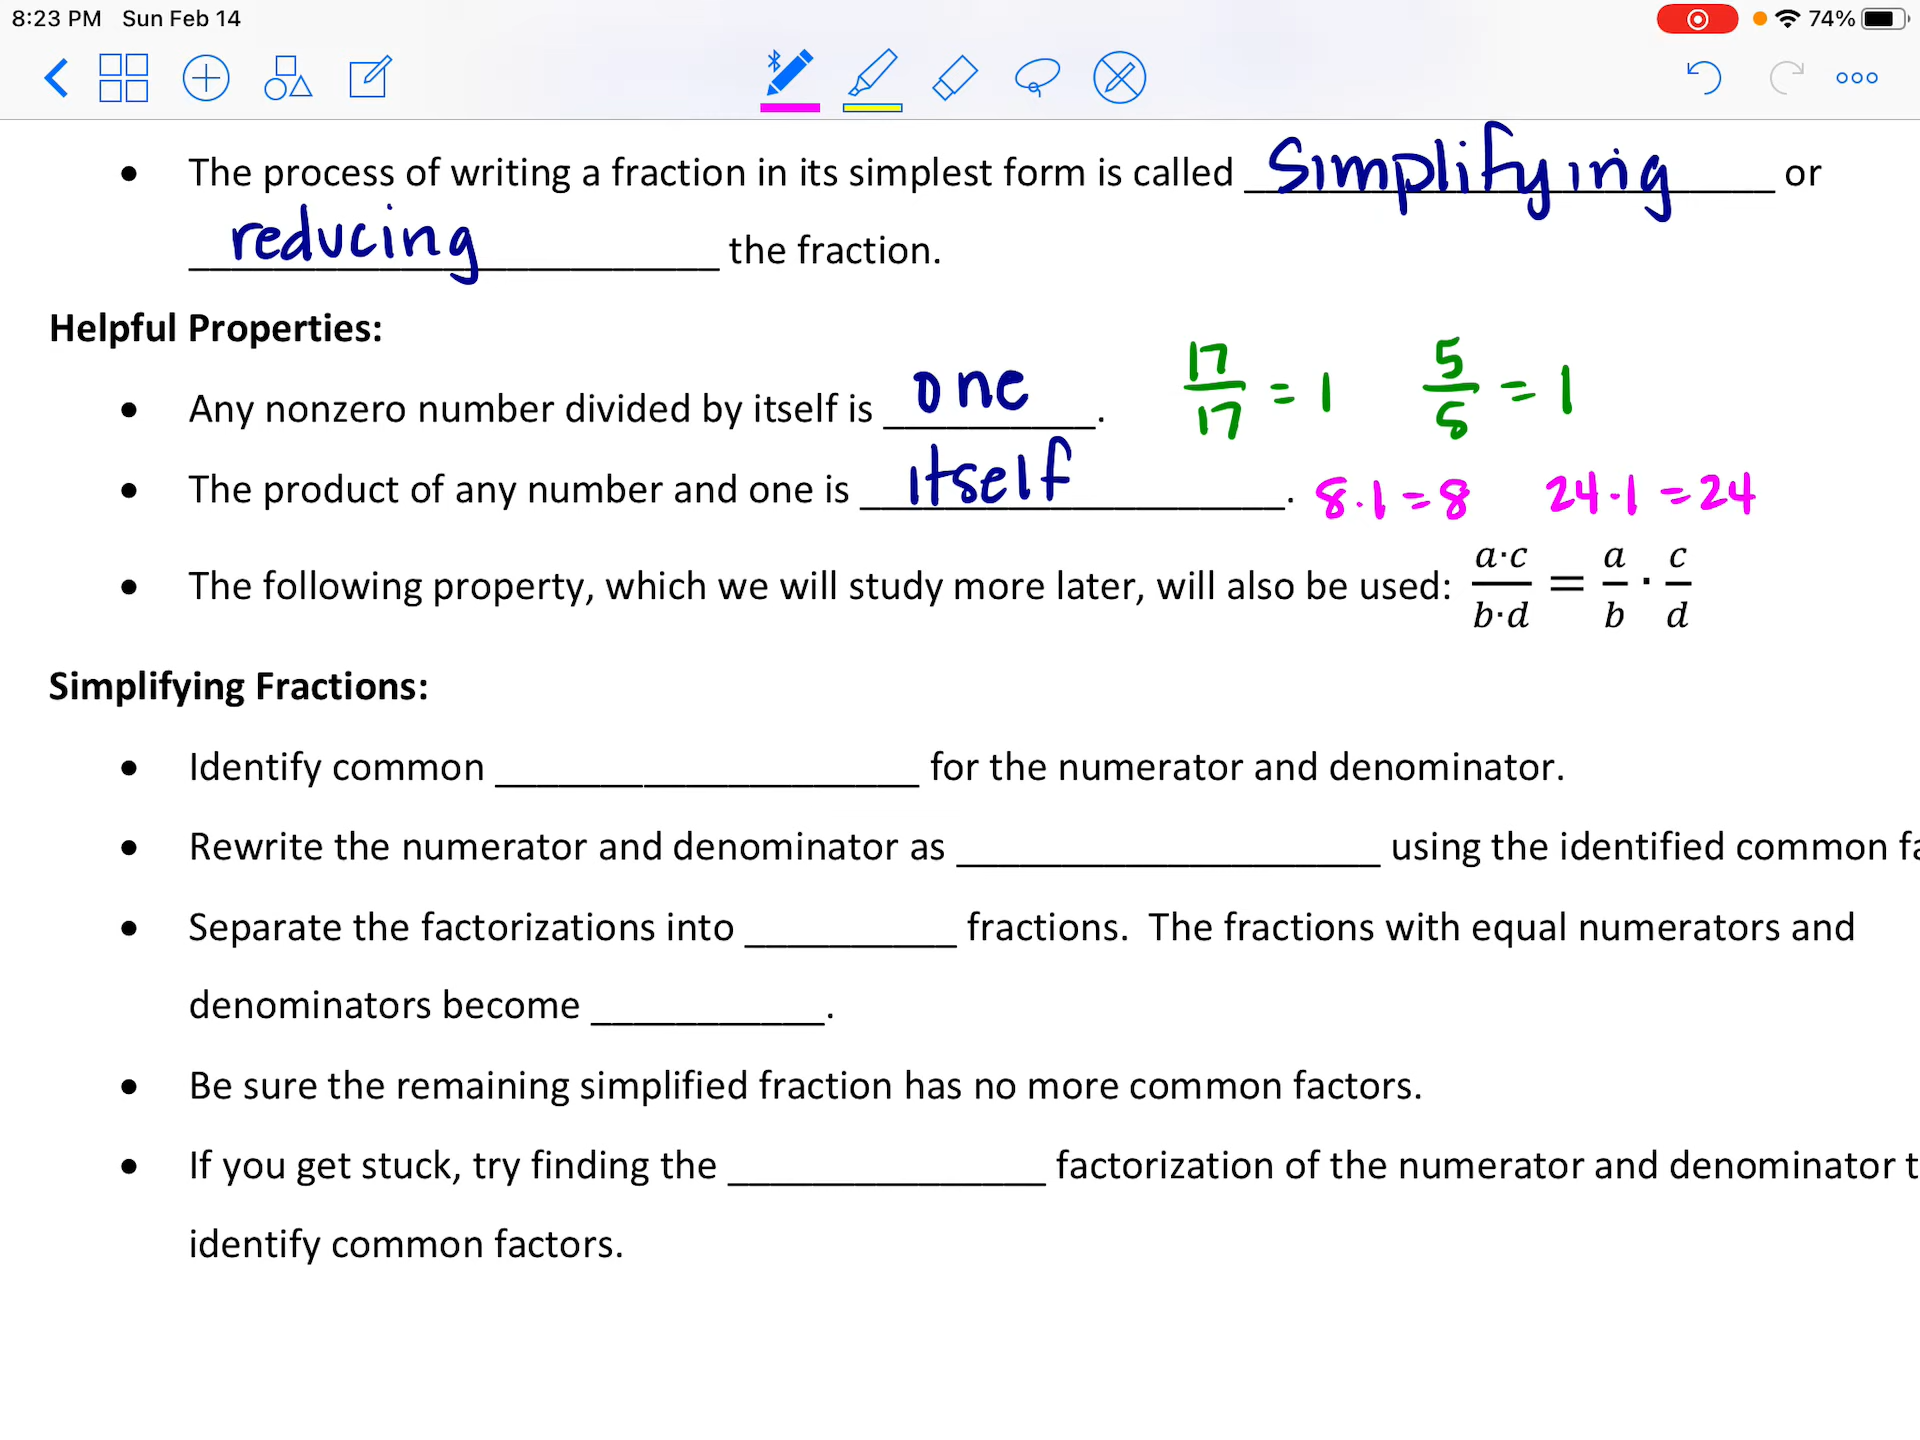 8:23 PM Sun Feb 14 74%
• The process of writing a fraction in its simplest form is called simplifying or
reducing the fraction.
Helpful Properties:
• Any nonzero number divided by itself is one. 17/17 = 1 5/5 = 1
• The product of any number and one is itself. 8·1=8 24·1=24
• The following property, which we will study more later, will also be used: a·c/b·d = a/b · c/d
Simplifying Fractions:
• Identify common ____________________ for the numerator and denominator.
• Rewrite the numerator and denominator as ____________________ using the identified common fa
• Separate the factorizations into __________ fractions. The fractions with equal numerators and
denominators become ___________.
• Be sure the remaining simplified fraction has no more common factors.
• If you get stuck, try finding the _______________ factorization of the numerator and denominator t
identify common factors.